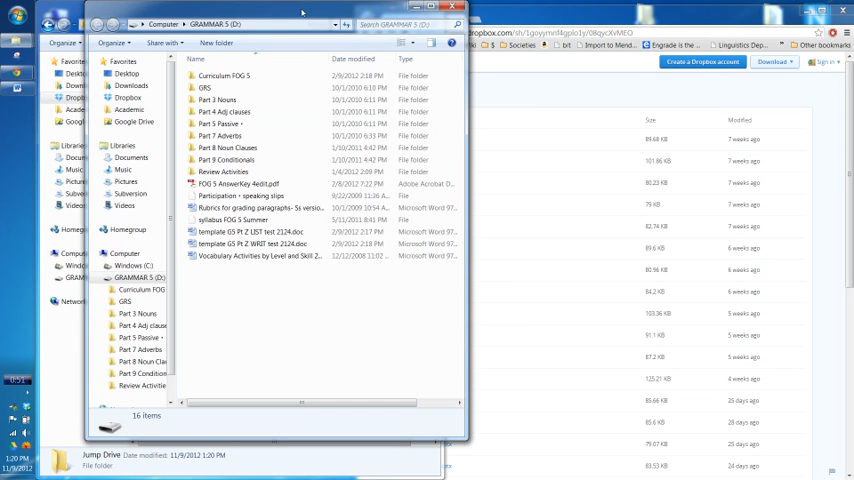 Computer ▸ GRAMMAR 5 (D:)
Search GRAMMAR 5 (D:)
dropbox.com/sh/1goyymnf4gplo1y/08qycXvMEO
Organize
Organize
Share with
New folder
Societies
bit
Import to Mend...
Engrade is the...
Linguistics Dep...
Other bookmarks
Create a Dropbox account
Download
Sign in
Favorites
Desktop
Downloads
Dropbox
Academic
Google Drive
Libraries
Documents
Music
Pictures
Subversion
Videos
Homegroup
Computer
Windows (C:)
GRAMMAR 5 (D:)
Curriculum FOG
GRS
Part 3 Nouns
Part 4 Adj clause
Part 5 Passive +
Part 7 Adverbs
Part 8 Noun Clau
Part 9 Condition
Review Activitie
Name
Date modified
Type
Curriculum FOG 5
2/9/2012 2:18 PM
File folder
GRS
10/1/2010 6:10 PM
File folder
Part 3 Nouns
10/1/2010 6:11 PM
File folder
Part 4 Adj clauses
10/1/2010 6:11 PM
File folder
Part 5 Passive +
10/1/2010 6:11 PM
File folder
Part 7 Adverbs
10/1/2010 6:33 PM
File folder
Part 8 Noun Clauses
1/10/2011 4:42 PM
File folder
Part 9 Conditionals
1/10/2011 4:42 PM
File folder
Review Activities
1/4/2012 2:09 PM
File folder
FOG 5 AnswerKey 4edit.pdf
2/8/2012 7:22 PM
Adobe Acrobat D...
Participation + speaking slips
9/22/2009 11:36 A...
File
Rubrics for grading paragraphs- Ss versio...
10/1/2009 10:54 A...
Microsoft Word 97...
syllabus FOG 5 Summer
5/11/2011 8:41 PM
File
template G5 Pt Z LIST test 2124.doc
2/9/2012 2:17 PM
Microsoft Word 97...
template G5 Pt Z WRIT test 2124.doc
2/9/2012 2:18 PM
Microsoft Word 97...
Vocabulary Activities by Level and Skill 2...
12/12/2008 11:02 ...
Microsoft Word 97...
16 items
Jump Drive
Date modified: 11/9/2012 1:20 PM
File folder
Size
Modified
89.68 KB
7 weeks ago
101.86 KB
7 weeks ago
80.23 KB
7 weeks ago
79 KB
7 weeks ago
82.74 KB
7 weeks ago
89.6 KB
6 weeks ago
80.96 KB
6 weeks ago
84.2 KB
6 weeks ago
103.36 KB
6 weeks ago
91.1 KB
6 weeks ago
87.2 KB
5 weeks ago
125.21 KB
4 weeks ago
85.66 KB
25 days ago
85.6 KB
28 days ago
79.07 KB
25 days ago
83.53 KB
24 days ago
0:51
1:20 PM
11/9/2012